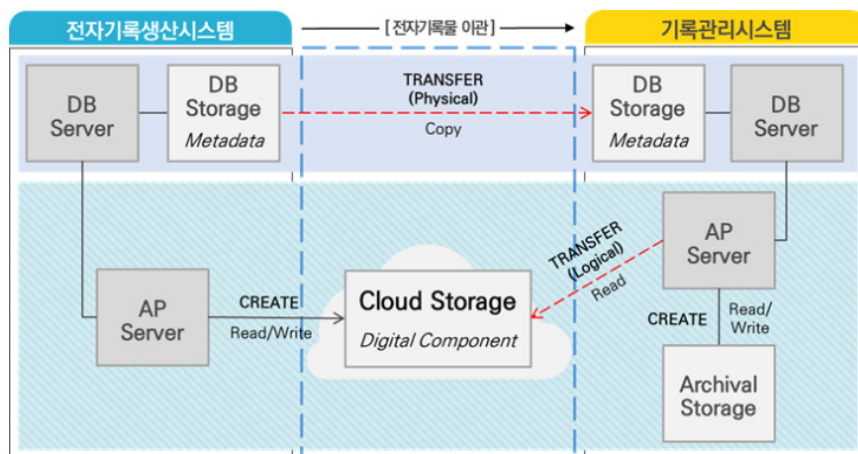 전자기록생산시스템
[ 전자기록물 이관 ]
기록관리시스템
DB
Server
DB
Storage
Metadata
TRANSFER
(Physical)
Copy
DB
Storage
Metadata
DB
Server
AP
Server
CREATE
Read/Write
Cloud Storage
Digital Component
TRANSFER
(Logical)
Read
AP
Server
CREATE
Read/
Write
Archival
Storage